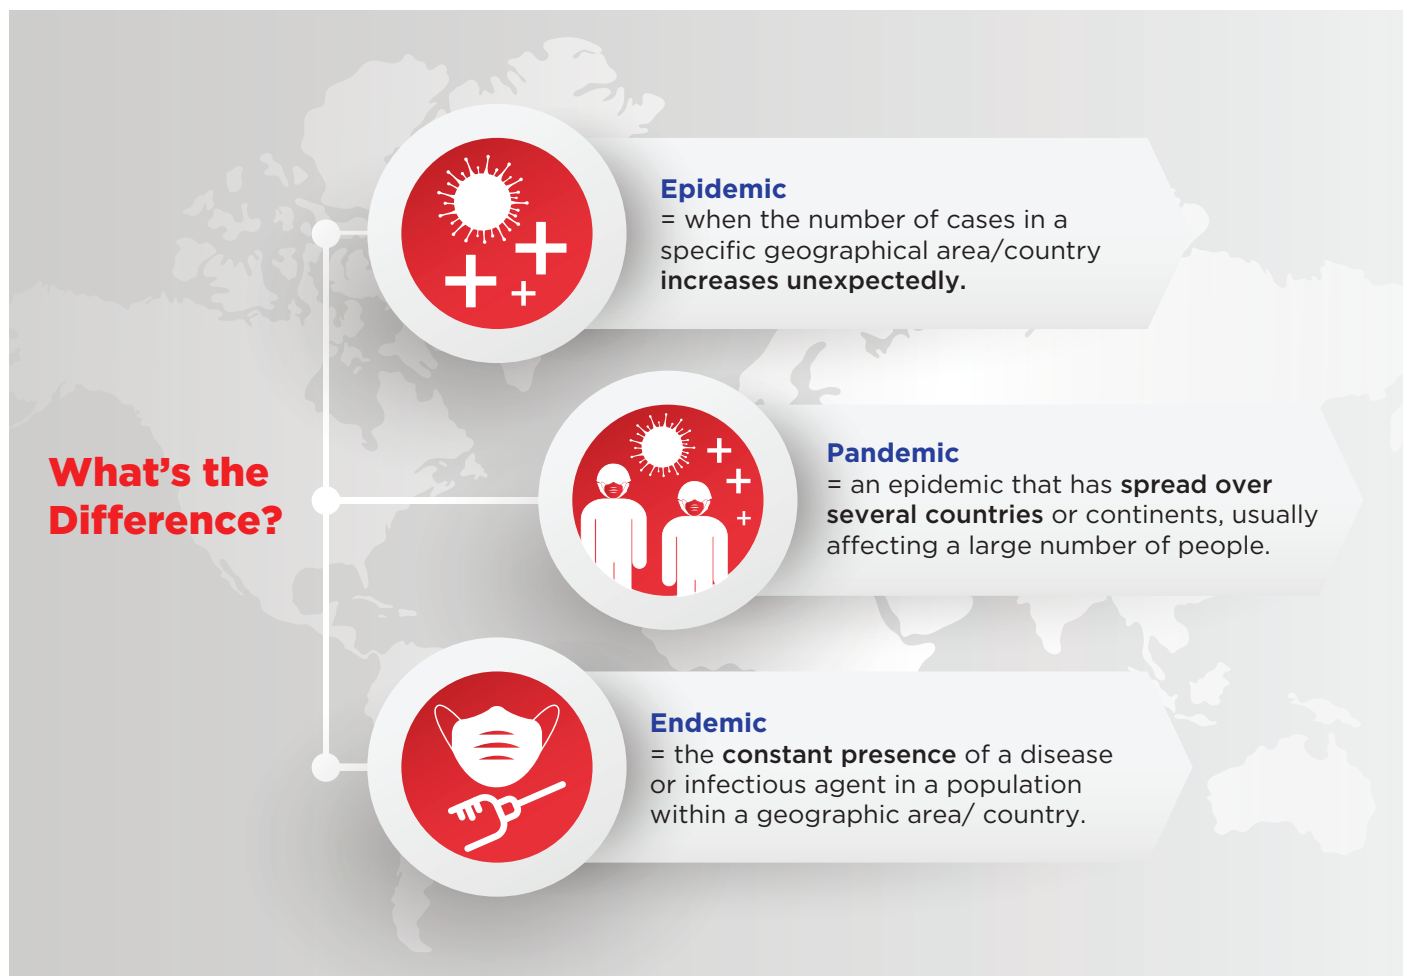 What’s the
Difference?
Epidemic
= when the number of cases in a
specific geographical area/country
increases unexpectedly.
Pandemic
= an epidemic that has spread over
several countries or continents, usually
affecting a large number of people.
Endemic
= the constant presence of a disease
or infectious agent in a population
within a geographic area/ country.